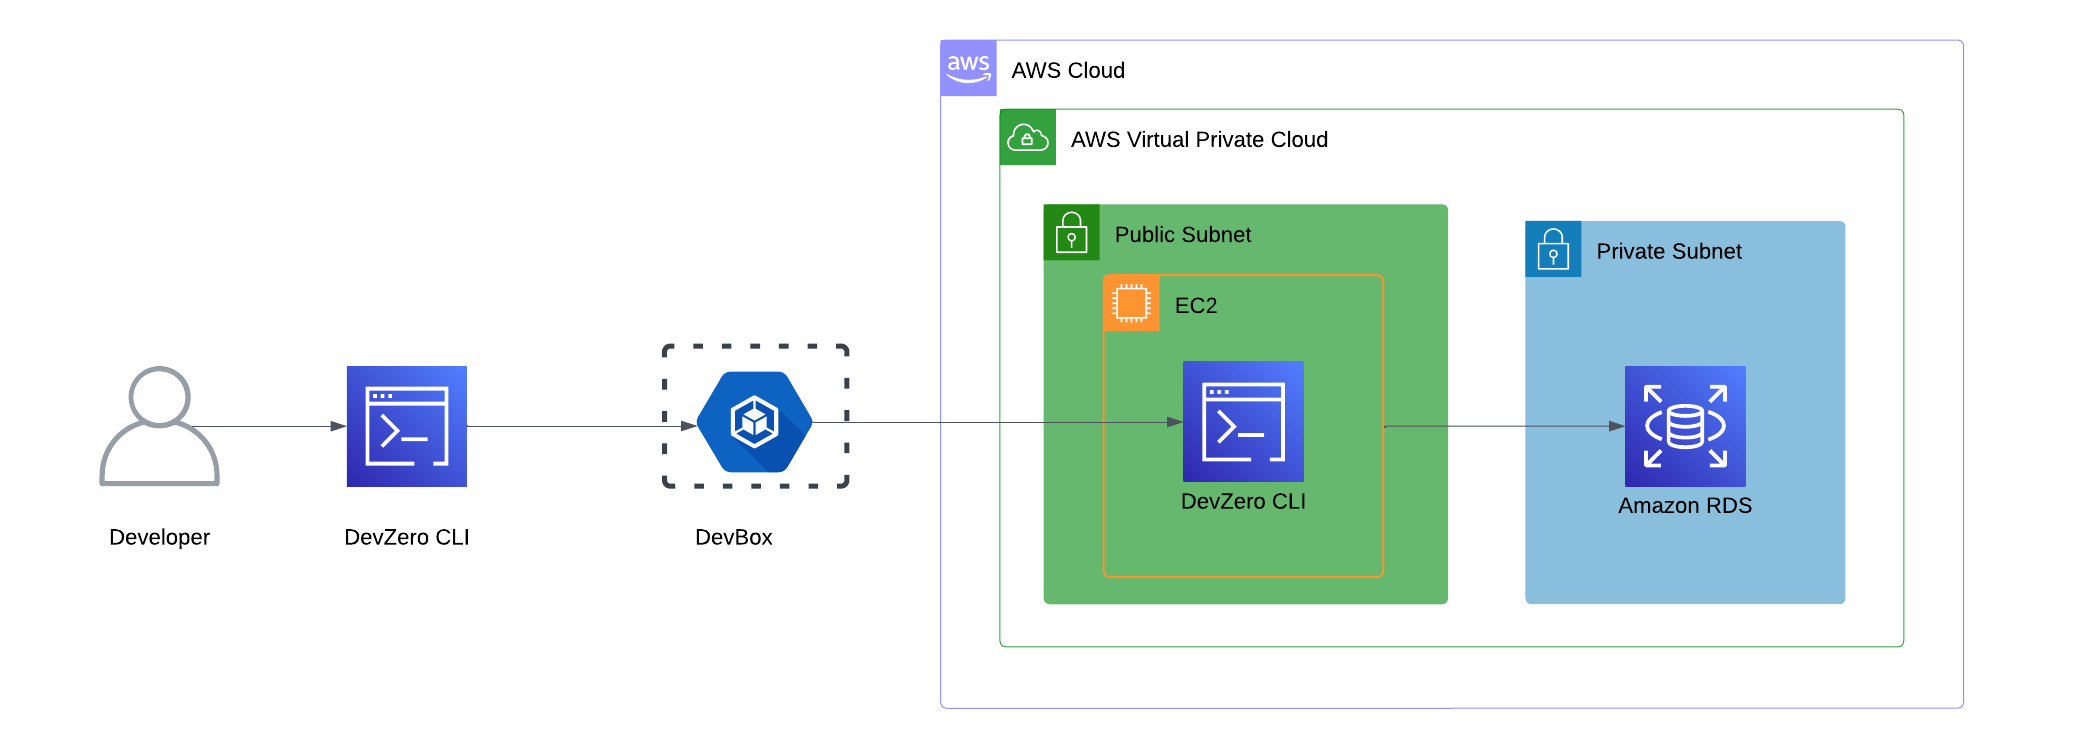 aws
AWS Cloud
AWS Virtual Private Cloud
Public Subnet
Private Subnet
EC2
DevZero CLI
Amazon RDS
Developer
DevZero CLI
DevBox